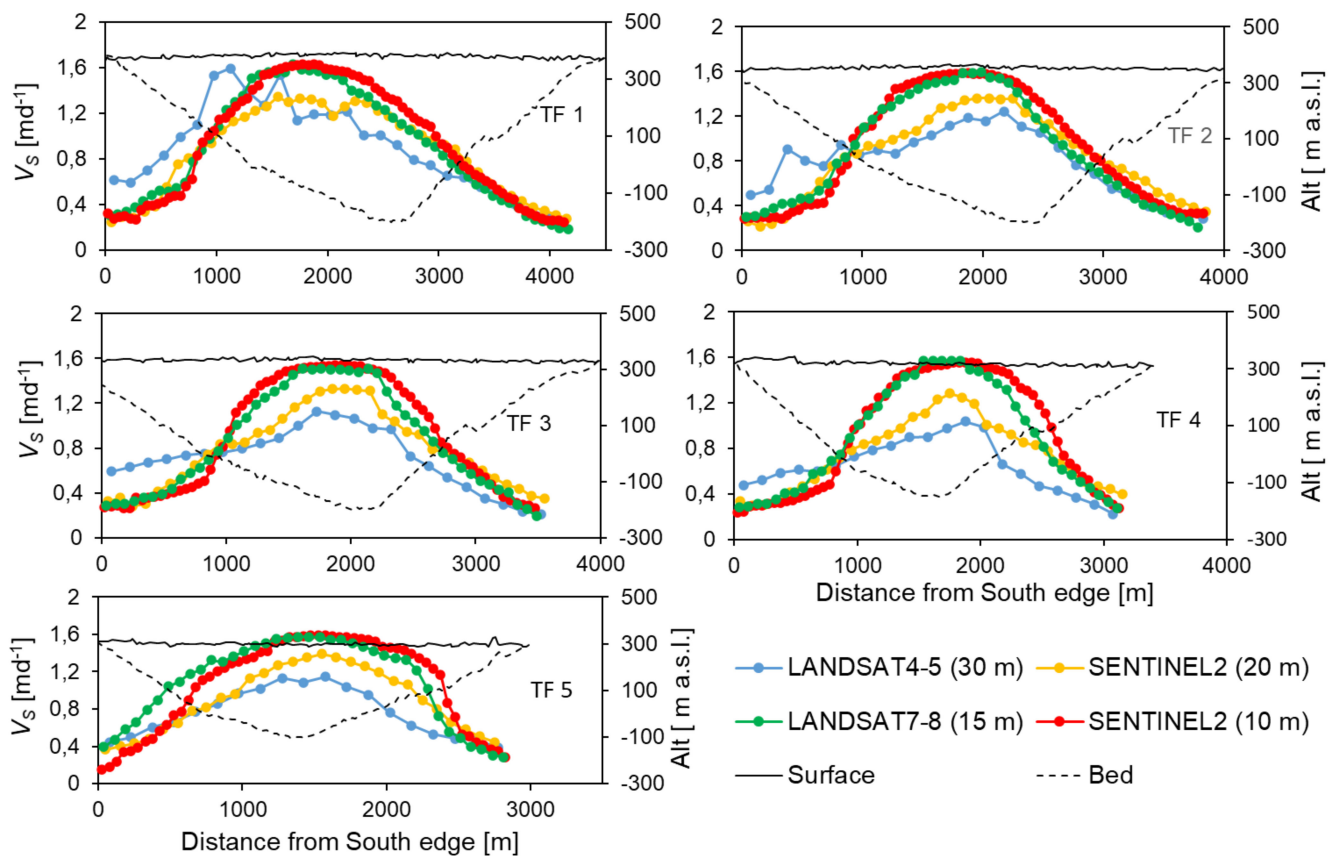 2 500
1.6 300
1.2 100
0.8 -100
0.4 -300
0
Vs [md-1]
TF 1
0 1000 2000 3000 4000
2 500
1.6 300
1.2 100
0.8 -100
0,4 -300
0
Alt [ m a.s.l.]
TF 2
0 1000 2000 3000 4000
2 500
1.6 300
1.2 100
0.8 -100
0.4 -300
0
Vs [md-1]
TF 3
0 1000 2000 3000 4000
2 500
1.6 300
1.2 100
0.8 -100
0.4 -300
0
Alt [ m a.s.l.]
TF 4
0 1000 2000 3000 4000
Distance from South edge [m]
2 500
1.6 300
1.2 100
0.8 -100
0.4 -300
0
Vs [md-1]
Alt [ m a.s.l.]
TF 5
0 1000 2000 3000
Distance from South edge [m]
LANDSAT4-5 (30 m) SENTINEL2 (20 m)
LANDSAT7-8 (15 m) SENTINEL2 (10 m)
Surface Bed